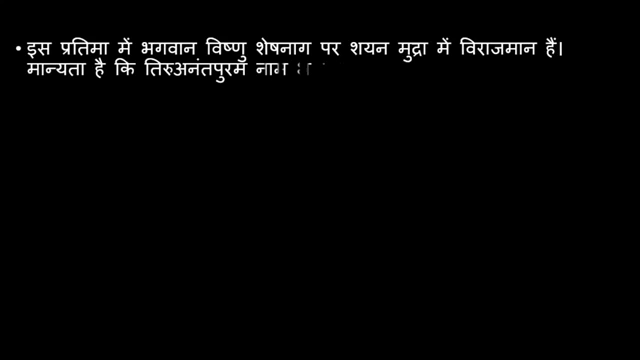 • इस प्रतिमा में भगवान विष्णु शेषनाग पर शयन मुद्रा में विराजमान हैं।
मान्यता है कि तिरुअनंतपुरम नाम